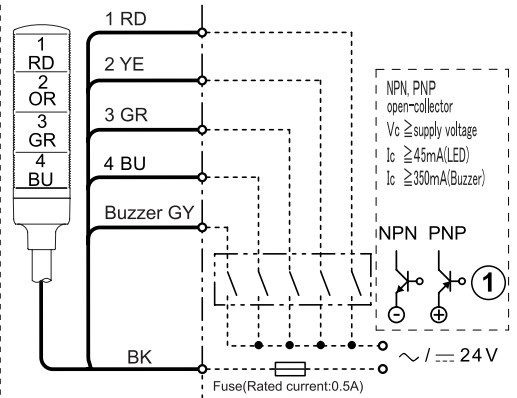 1 RD
2 YE
3 GR
4 BU
Buzzer GY
BK
1
RD
2
OR
3
GR
4
BU
NPN, PNP
open-collector
Vc ≧supply voltage
Ic ≧45mA(LED)
Ic ≧350mA(Buzzer)
NPN PNP
1
⊖ ⊕
～/⎓ 24V
Fuse(Rated current:0.5A)